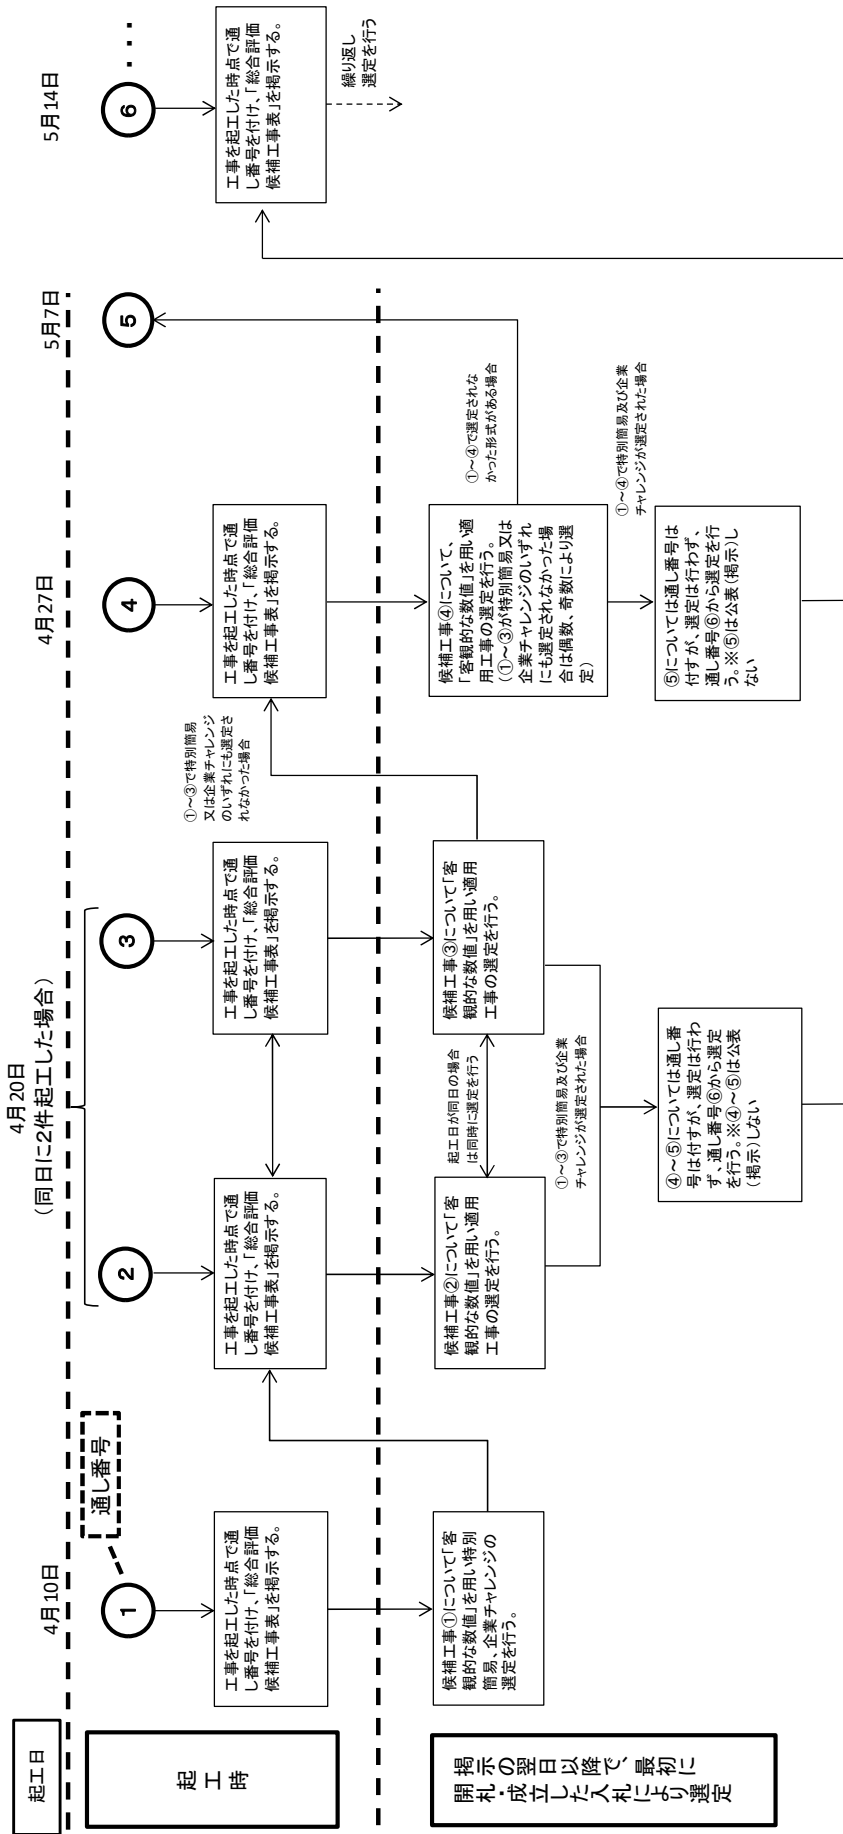 起工日
4月10日
4月20日
(同日に2件起工した場合)
4月27日
5月7日
5月14日
起工時
通し番号
1
2
3
4
5
6
・・・
工事を起工した時点で通
し番号を付け、「総合評価
候補工事表」を掲示する。
工事を起工した時点で通
し番号を付け、「総合評価
候補工事表」を掲示する。
工事を起工した時点で通
し番号を付け、「総合評価
候補工事表」を掲示する。
①～③で特別簡易
又は企業チャレンジ
のいずれにも選定さ
れなかった場合
工事を起工した時点で通
し番号を付け、「総合評価
候補工事表」を掲示する。
工事を起工した時点で通
し番号を付け、「総合評価
候補工事表」を掲示する。
繰り返し
選定を行う
掲示の翌日以降で、最初に
開札・成立した入札により選定
候補工事①について「客
観的な数値」を用い特別
簡易、企業チャレンジの
選定を行う。
候補工事②について「客
観的な数値」を用い適用
工事の選定を行う。
起工日が同日の場合
は同時に選定を行う
候補工事③について「客
観的な数値」を用い適用
工事の選定を行う。
①～③で特別簡易及び企業
チャレンジが選定された場合
④～⑤については通し番
号は付すが、選定は行わ
ず、通し番号⑥から選定
を行う。※④～⑤は公表
(掲示)しない
候補工事④について、
「客観的な数値」を用い適
用工事の選定を行う。
(①～③が特別簡易又は
企業チャレンジのいずれ
にも選定されなかった場
合は偶数、奇数により選
定)
①～④で選定されな
かった形式がある場合
①～④で特別簡易及び企業
チャレンジが選定された場合
⑤については通し番号は
付すが、選定は行わず、
通し番号⑥から選定を行
う。※⑤は公表(掲示)し
ない